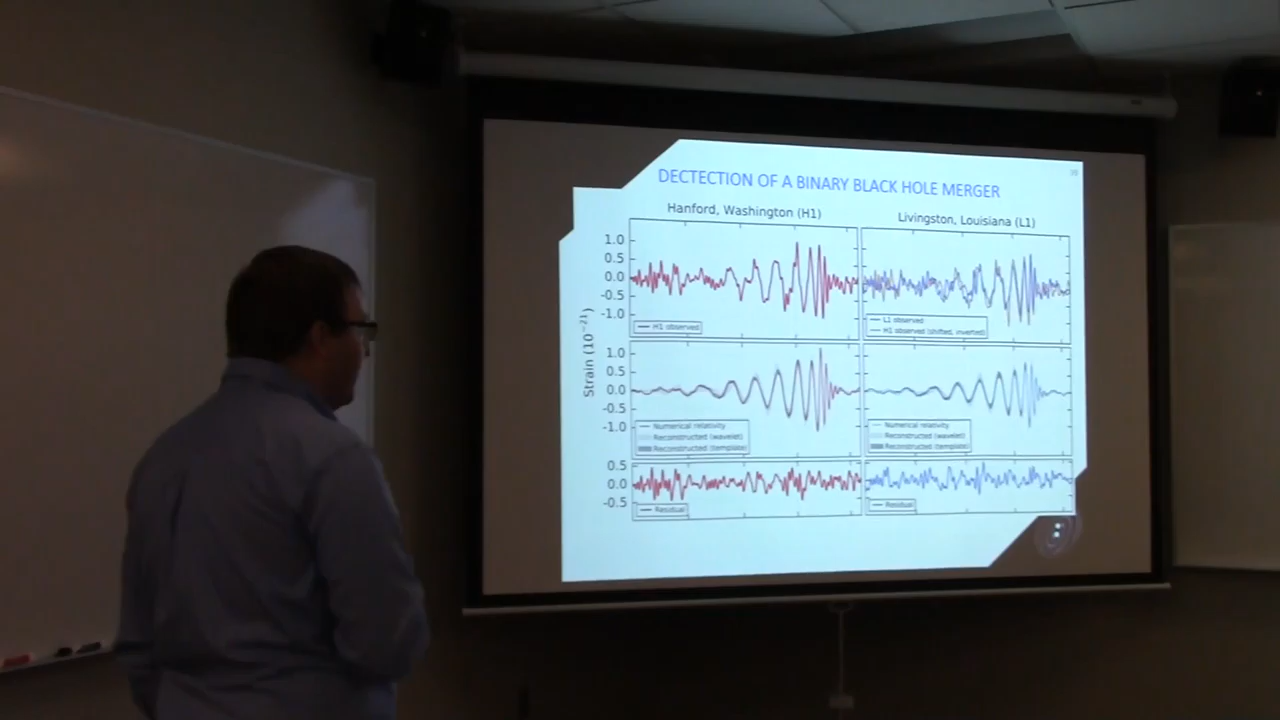 DECTECTION OF A BINARY BLACK HOLE MERGER
Hanford, Washington (H1)
Livingston, Louisiana (L1)
Strain (10⁻²¹)
1.0
0.5
0.0
-0.5
-1.0
H1 observed
L1 observed
H1 observed (shifted, inverted)
1.0
0.5
0.0
-0.5
-1.0
Numerical relativity
Reconstructed (wavelet)
Reconstructed (template)
Numerical relativity
Reconstructed (wavelet)
Reconstructed (template)
0.5
0.0
-0.5
Residual
Residual